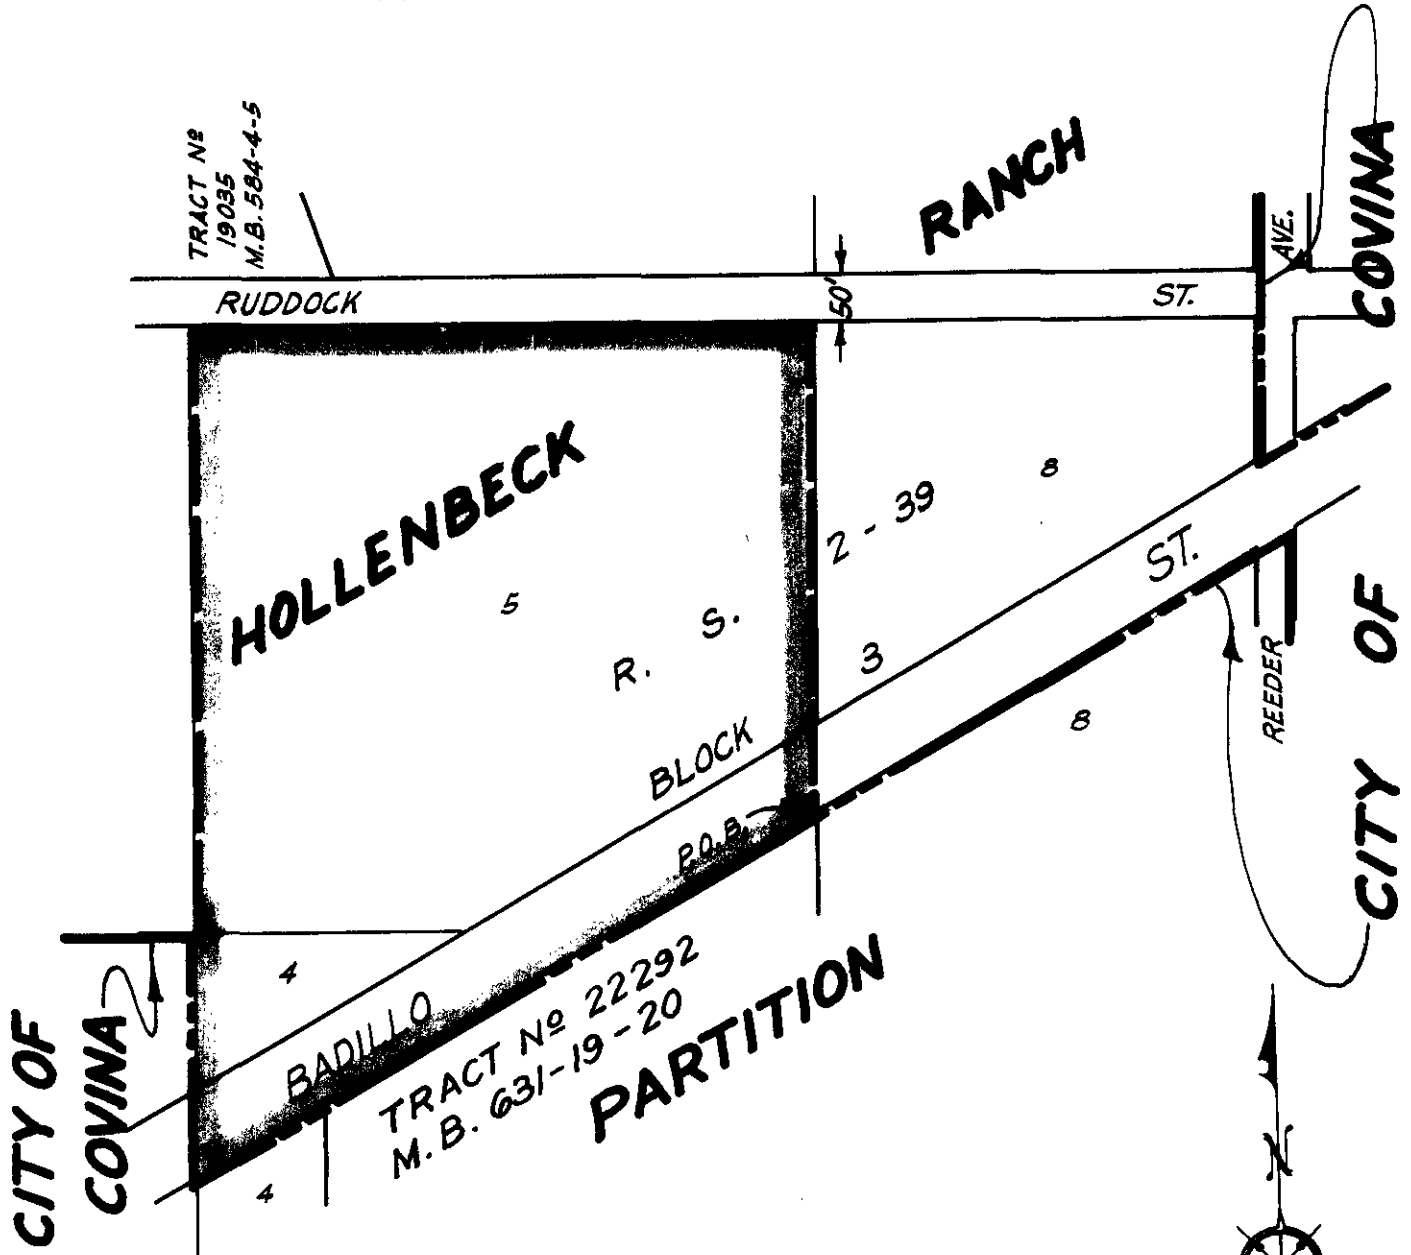 TRACT Nº
19035
M.B. 584-4-5
RANCH
RUDDOCK
ST.
50'
AVE.
CITY OF COVINA
HOLLENBECK
2 - 39
8
5
R. S.
ST.
3
BLOCK
REEDER
8
P.O.B.
4
BADILLO
TRACT Nº 22292
M.B. 631-19-20
PARTITION
CITY OF
COVINA
4
N